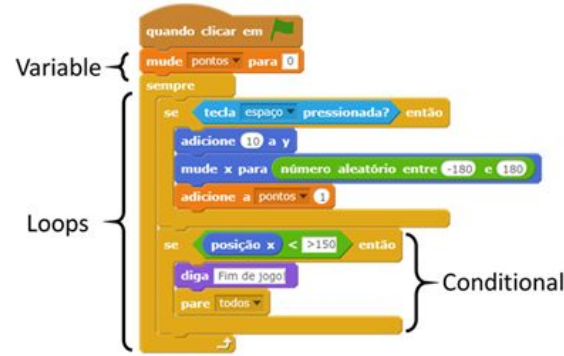 quando clicar em
Variable
mude pontos para 0
sempre
se tecla espaço pressionada? então
adicione 10 a y
mude x para número aleatório entre -180 e 180
adicione a pontos 1
Loops
se posição x < >150 então
diga Fim de jogo!
pare todos
Conditional